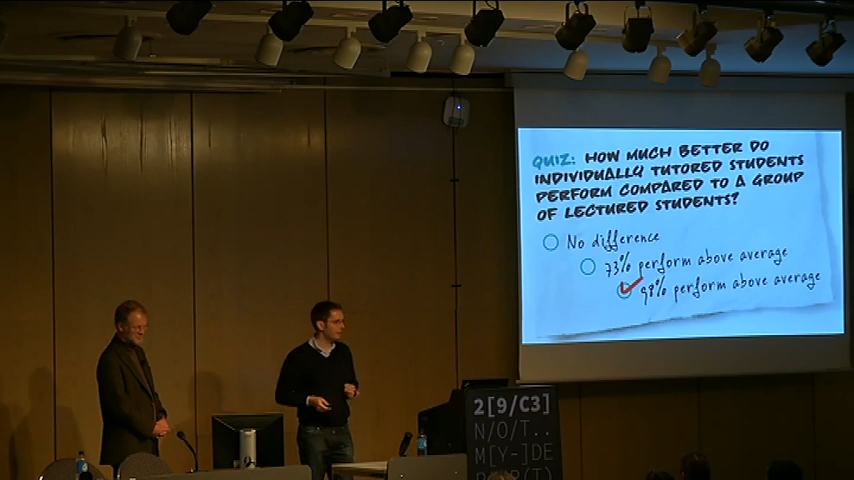 QUIZ: HOW MUCH BETTER DO
INDIVIDUALLY TUTORED STUDENTS
PERFORM COMPARED TO A GROUP
OF LECTURED STUDENTS?
No difference
73% perform above average
98% perform above average
2[9/C3]
N/O/T..
M[Y-]DE